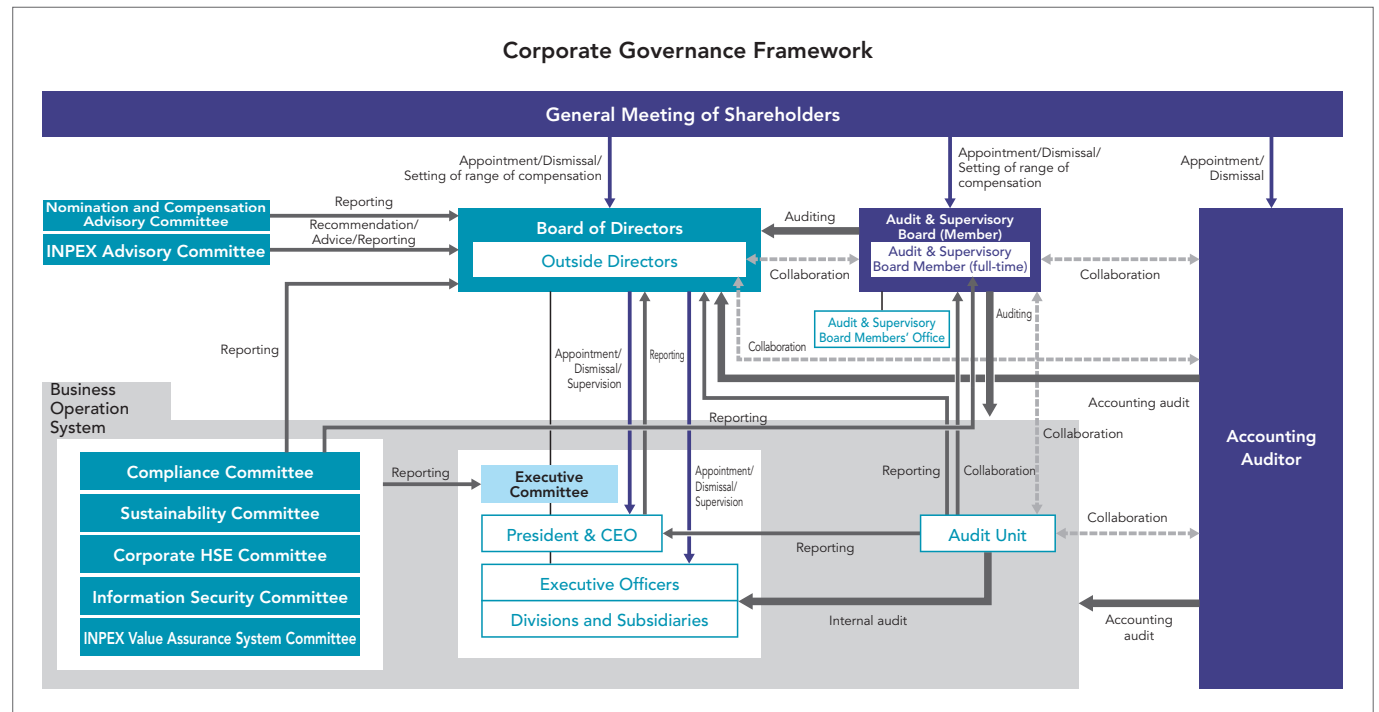 Corporate Governance Framework
General Meeting of Shareholders
Appointment/Dismissal/
Setting of range of compensation
Appointment/Dismissal/
Setting of range of
compensation
Appointment/
Dismissal
Nomination and Compensation
Advisory Committee
Reporting
INPEX Advisory Committee
Recommendation/
Advice/Reporting
Board of Directors
Outside Directors
Auditing
Collaboration
Audit & Supervisory
Board (Member)
Audit & Supervisory
Board Member (full-time)
Collaboration
Audit & Supervisory
Board Members' Office
Auditing
Collaboration
Reporting
Appointment/
Dismissal/
Supervision
Reporting
Accounting audit
Business
Operation
System
Reporting
Collaboration
Accounting
Auditor
Compliance Committee
Sustainability Committee
Corporate HSE Committee
Information Security Committee
INPEX Value Assurance System Committee
Reporting
Executive
Committee
Appointment/
Dismissal/
Supervision
Reporting
Collaboration
President & CEO
Reporting
Audit Unit
Collaboration
Executive Officers
Divisions and Subsidiaries
Internal audit
Accounting
audit